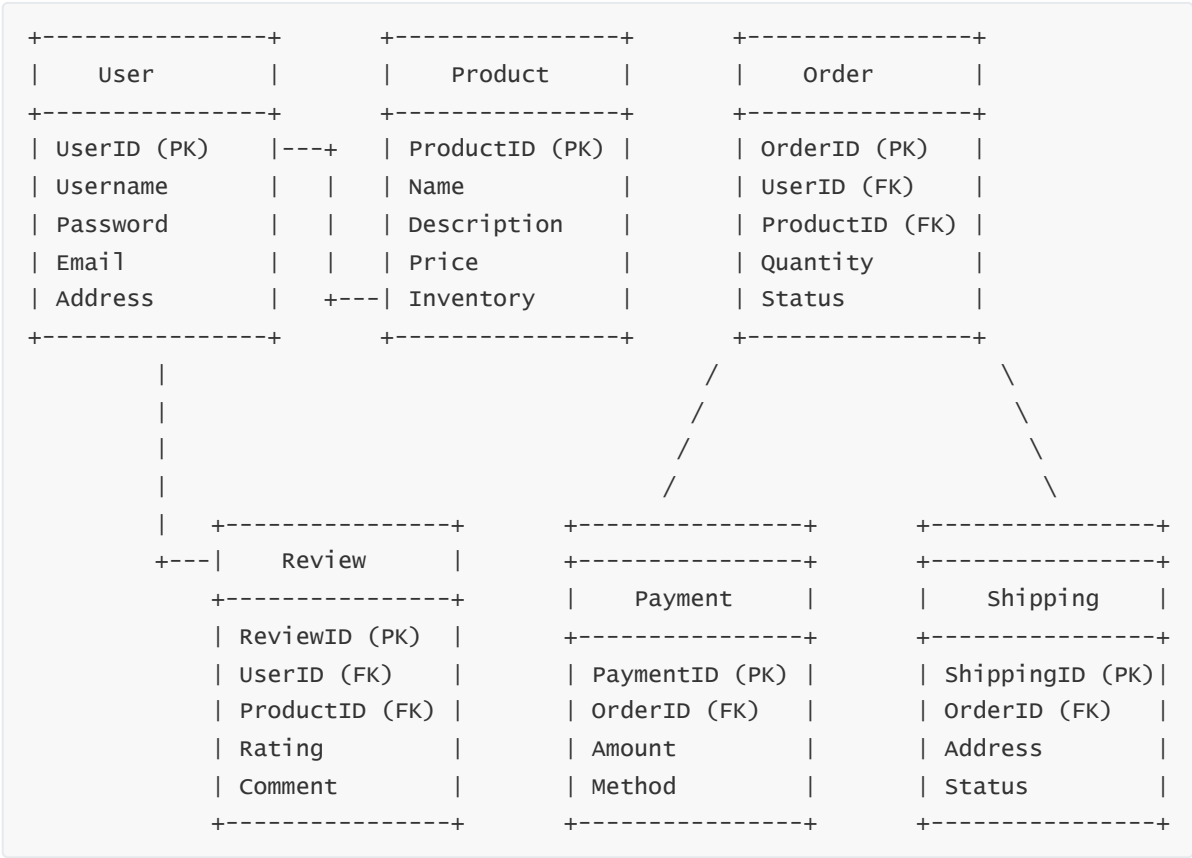 +----------------+       +----------------+       +----------------+
|    User        |       |    Product     |       |    Order       |
+----------------+       +----------------+       +----------------+
| UserID (PK)    |---+   | ProductID (PK) |       | OrderID (PK)   |
| Username       |   |   | Name           |       | UserID (FK)    |
| Password       |   |   | Description    |       | ProductID (FK) |
| Email          |   |   | Price          |       | Quantity       |
| Address        |   +---| Inventory      |       | Status         |
+----------------+       +----------------+       +----------------+
         |                                      /                    \
         |                                     /                      \
         |                                    /                        \
         |                                   /                          \
         |   +----------------+       +----------------+       +----------------+
         +---|    Review      |       +----------------+       +----------------+
             +----------------+       |    Payment     |       |    Shipping    |
             | ReviewID (PK)  |       +----------------+       +----------------+
             | UserID (FK)    |       | PaymentID (PK) |       | ShippingID (PK)|
             | ProductID (FK) |       | OrderID (FK)   |       | OrderID (FK)   |
             | Rating         |       | Amount         |       | Address        |
             | Comment        |       | Method         |       | Status         |
             +----------------+       +----------------+       +----------------+